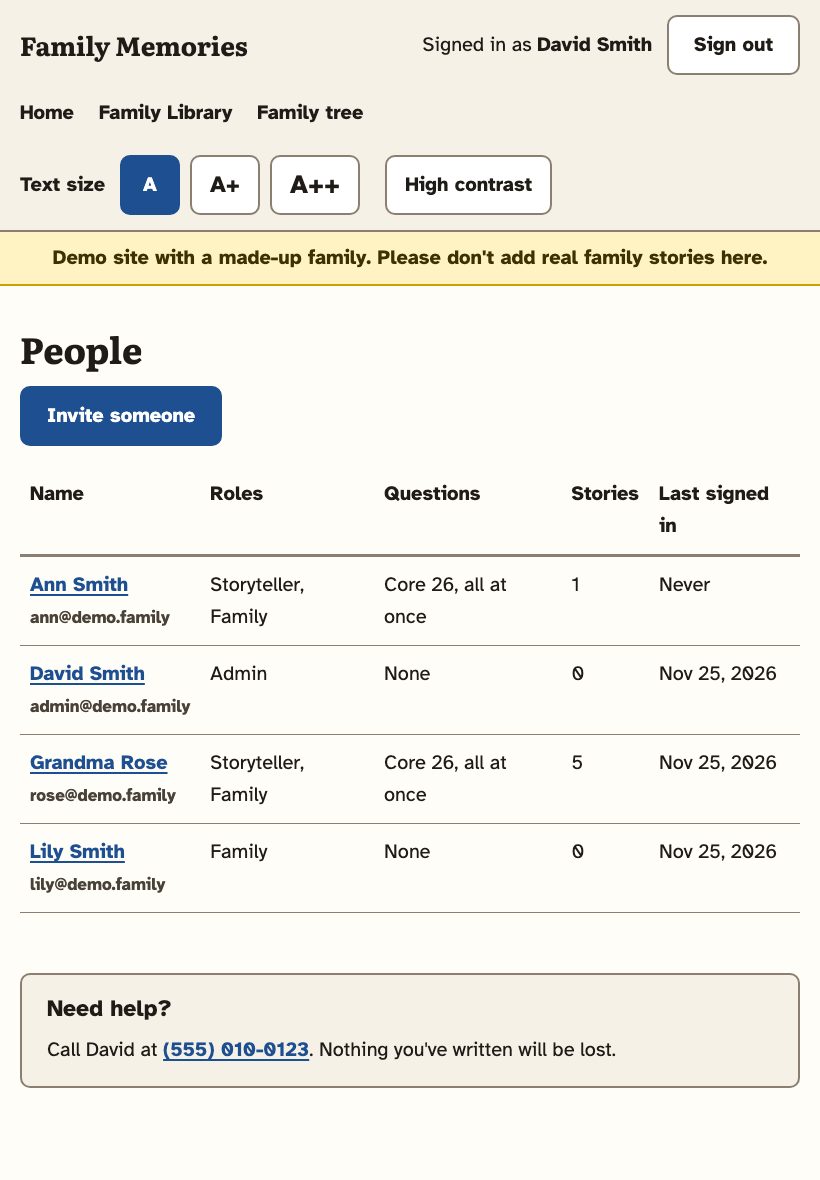 Family Memories
Signed in as David Smith
Sign out
Home Family Library Family tree
Text size A A+ A++ High contrast
Demo site with a made-up family. Please don't add real family stories here.
People
Invite someone
Name Roles Questions Stories Last signed in
Ann Smith Storyteller, Family Core 26, all at once 1 Never
ann@demo.family
David Smith Admin None 0 Nov 25, 2026
admin@demo.family
Grandma Rose Storyteller, Family Core 26, all at once 5 Nov 25, 2026
rose@demo.family
Lily Smith Family None 0 Nov 25, 2026
lily@demo.family
Need help?
Call David at (555) 010-0123. Nothing you've written will be lost.